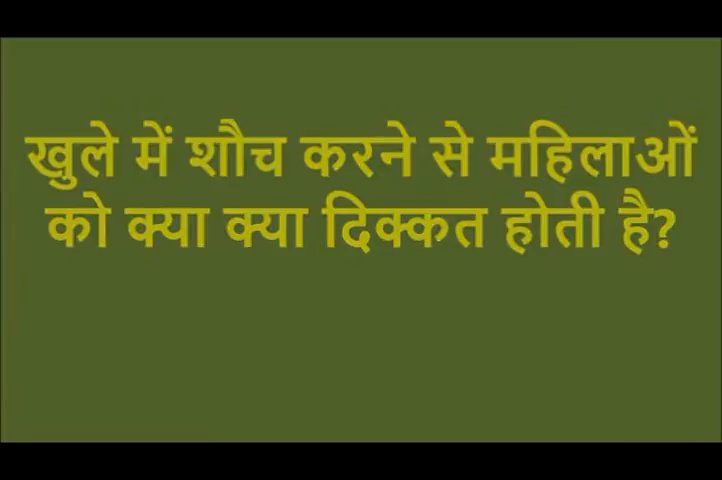 खुले में शौच करने से महिलाओं
को क्या क्या दिक्कत होती है?